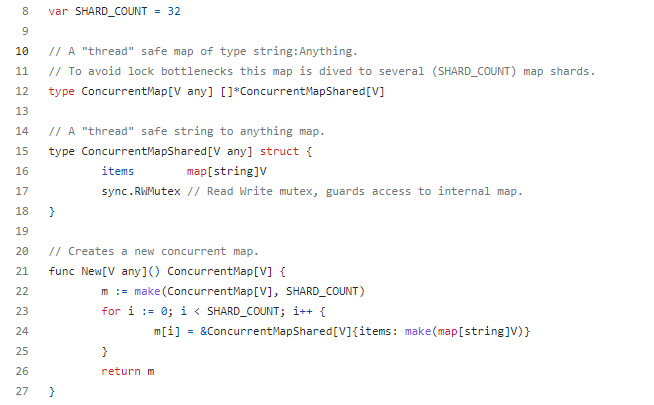 8 var SHARD_COUNT = 32
9
10 // A "thread" safe map of type string:Anything.
11 // To avoid lock bottlenecks this map is dived to several (SHARD_COUNT) map shards.
12 type ConcurrentMap[V any] []*ConcurrentMapShared[V]
13
14 // A "thread" safe string to anything map.
15 type ConcurrentMapShared[V any] struct {
16         items        map[string]V
17         sync.RWMutex // Read Write mutex, guards access to internal map.
18 }
19
20 // Creates a new concurrent map.
21 func New[V any]() ConcurrentMap[V] {
22         m := make(ConcurrentMap[V], SHARD_COUNT)
23         for i := 0; i < SHARD_COUNT; i++ {
24                 m[i] = &ConcurrentMapShared[V]{items: make(map[string]V)}
25         }
26         return m
27 }